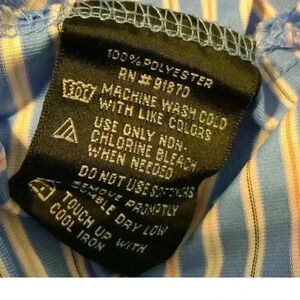 100% POLYESTER
RN # 91870
MACHINE WASH COLD
WITH LIKE COLORS
USE ONLY NON-
CHLORINE BLEACH
WHEN NEEDED
DO NOT USE SOFTENERS
REMOVE PROMPTLY
TUMBLE DRY LOW
TOUCH UP WITH
COOL IRON